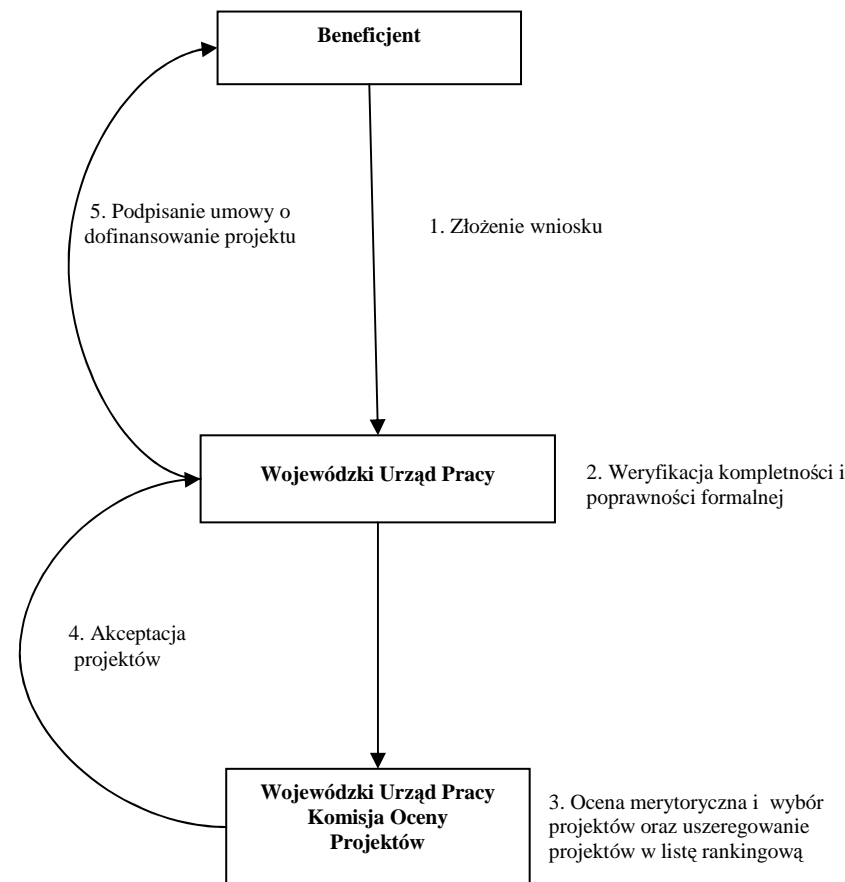 Beneficjent
5. Podpisanie umowy o
dofinansowanie projektu
1. Złożenie wniosku
Wojewódzki Urząd Pracy
2. Weryfikacja kompletności i
poprawności formalnej
4. Akceptacja
projektów
Wojewódzki Urząd Pracy
Komisja Oceny
Projektów
3. Ocena merytoryczna i wybór
projektów oraz uszeregowanie
projektów w listę rankingową